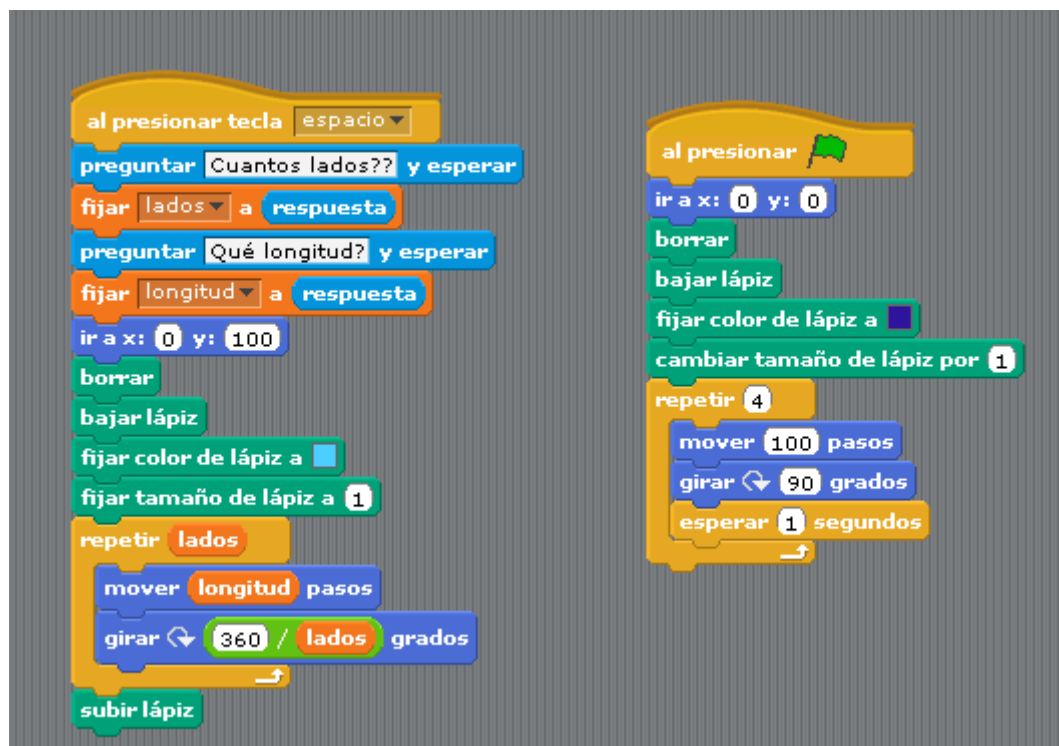 al presionar tecla espacio
preguntar Cuantos lados?? y esperar
fijar lados a respuesta
preguntar Qué longitud? y esperar
fijar longitud a respuesta
ir a x: 0 y: 100
borrar
bajar lápiz
fijar color de lápiz a
fijar tamaño de lápiz a 1
repetir lados
mover longitud pasos
girar 360 / lados grados
subir lápiz
al presionar
ir a x: 0 y: 0
borrar
bajar lápiz
fijar color de lápiz a
cambiar tamaño de lápiz por 1
repetir 4
mover 100 pasos
girar 90 grados
esperar 1 segundos